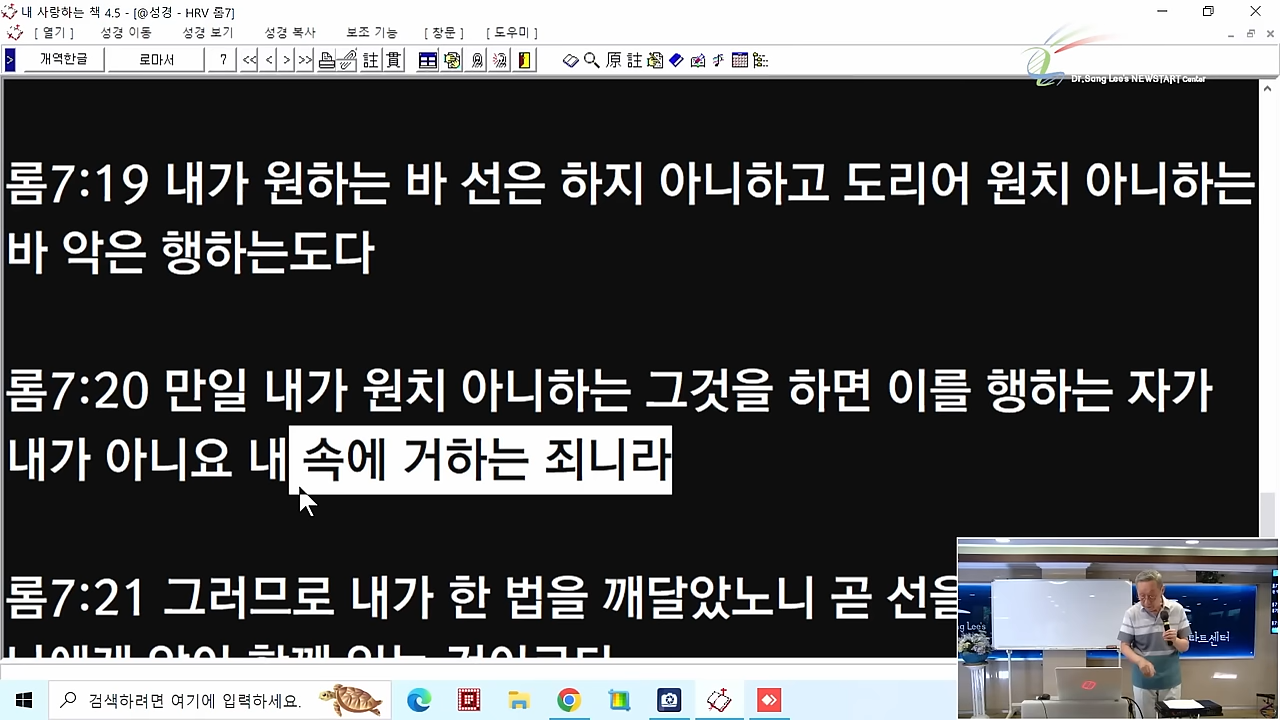 내 사랑하는 책 4.5 - [@성경 - HRV 롬7]
[ 열기 ] 성경 이동 성경 보기 성경 복사 보조 기능 [ 창문 ] [ 도우미 ]
> 개역한글 로마서 7 << < > >> 註 貫 原 註
Dr.Sang Lee's NEWSTART Center
롬7:19 내가 원하는 바 선은 하지 아니하고 도리어 원치 아니하는
바 악은 행하는도다
롬7:20 만일 내가 원치 아니하는 그것을 하면 이를 행하는 자가
내가 아니요 내 속에 거하는 죄니라
롬7:21 그러므로 내가 한 법을 깨달았노니 곧 선을
검색하려면 여기에 입력하세요.